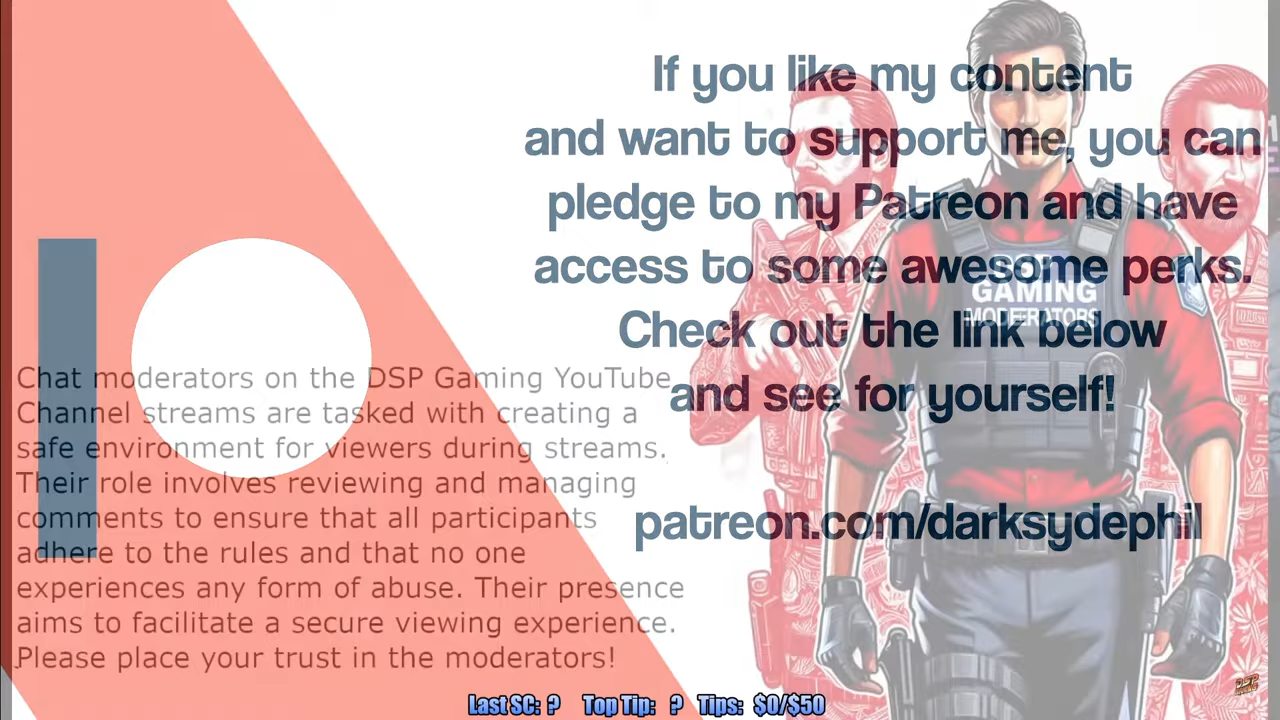 If you like my content
and want to support me, you can
pledge to my Patreon and have
access to some awesome perks.
Check out the link below
and see for yourself!
patreon.com/darksydephil
GAMING
MODERATORS
Chat moderators on the DSP Gaming YouTube
Channel streams are tasked with creating a
safe environment for viewers during streams.
Their role involves reviewing and managing
comments to ensure that all participants
adhere to the rules and that no one
experiences any form of abuse. Their presence
aims to facilitate a secure viewing experience.
Please place your trust in the moderators!
Last SC: ? Top Tip: ? Tips: $0/$50